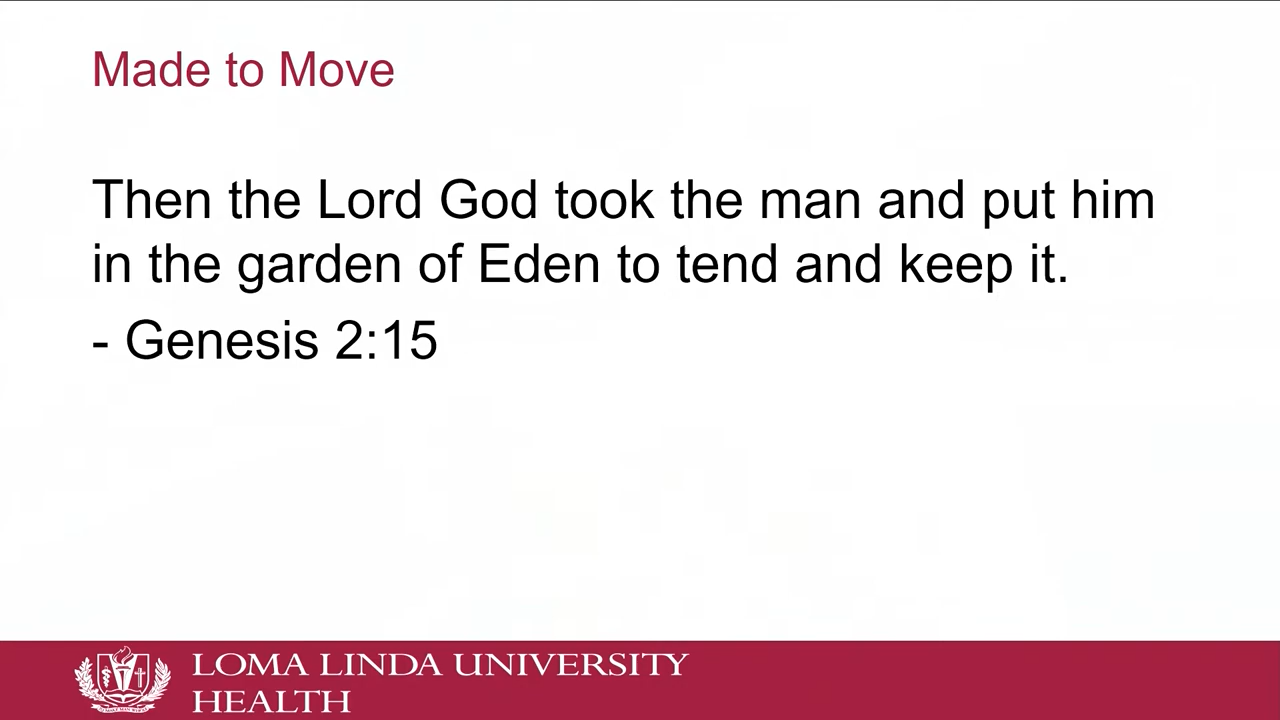 Made to Move
Then the Lord God took the man and put him
in the garden of Eden to tend and keep it.
- Genesis 2:15
LOMA LINDA UNIVERSITY
HEALTH